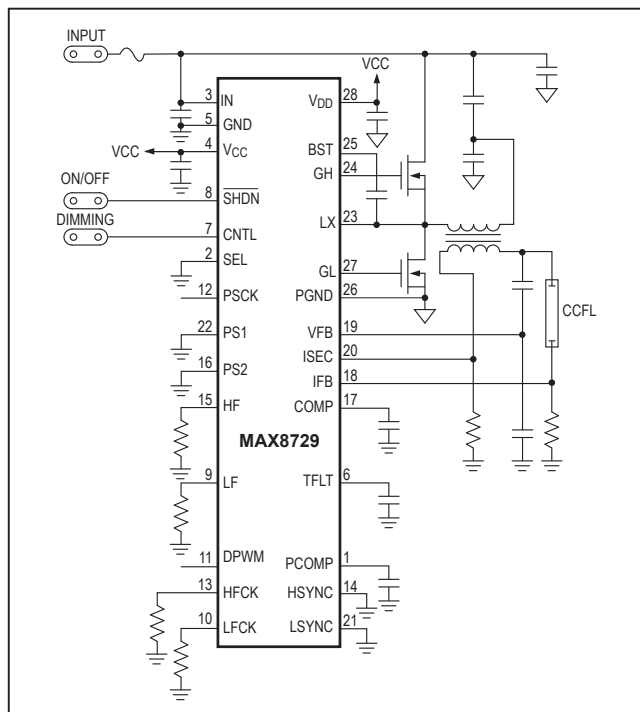 INPUT
VCC
3 IN
VDD 28
5 GND
BST 25
VCC 4 VCC
GH 24
ON/OFF
8 SHDN
LX 23
DIMMING
7 CNTL
2 SEL
GL 27
12 PSCK
PGND 26
CCFL
22 PS1
VFB 19
ISEC 20
16 PS2
IFB 18
15 HF
COMP 17
MAX8729
9 LF
TFLT 6
11 DPWM
PCOMP 1
13 HFCK
HSYNC 14
10 LFCK
LSYNC 21